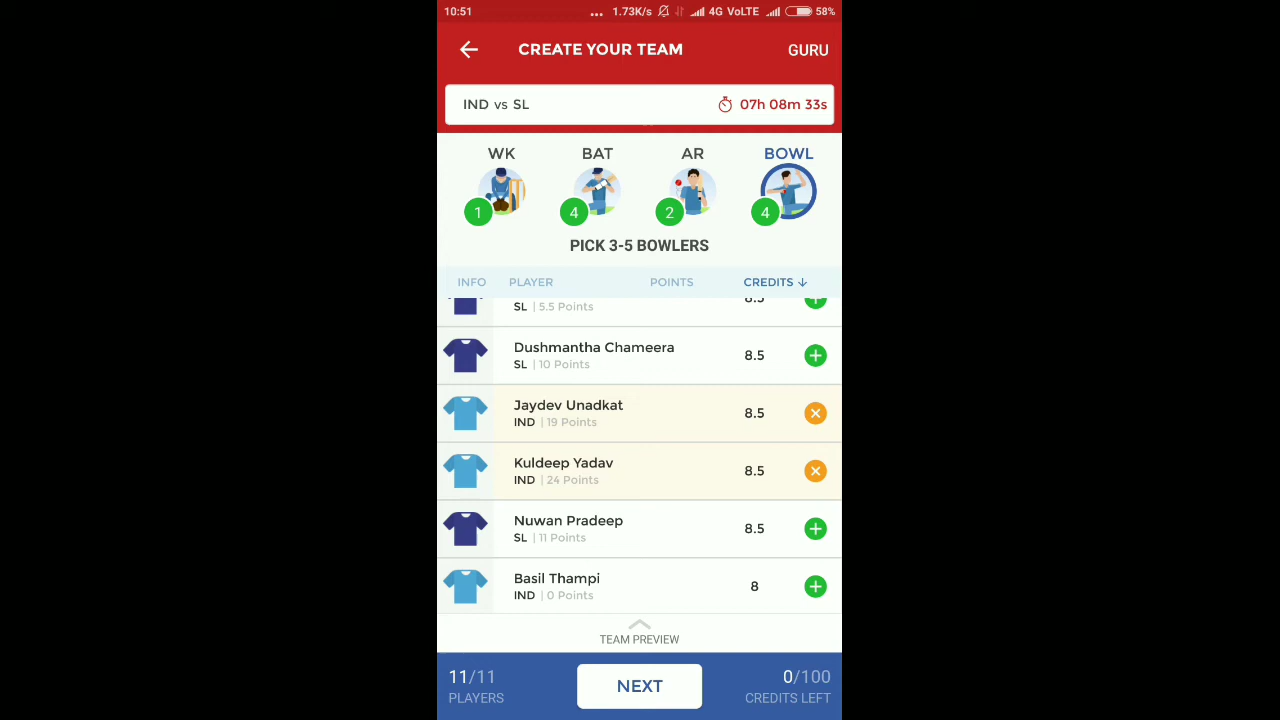 10:51 ... 1.73K/s 4G VoLTE 58%
CREATE YOUR TEAM GURU
IND vs SL 07h 08m 33s
WK BAT AR BOWL
1 4 2 4
PICK 3-5 BOWLERS
INFO PLAYER POINTS CREDITS ↓
8.5
SL | 5.5 Points
Dushmantha Chameera
SL | 10 Points
8.5
Jaydev Unadkat
IND | 19 Points
8.5
Kuldeep Yadav
IND | 24 Points
8.5
Nuwan Pradeep
SL | 11 Points
8.5
Basil Thampi
IND | 0 Points
8
TEAM PREVIEW
11/11
PLAYERS
NEXT
0/100
CREDITS LEFT